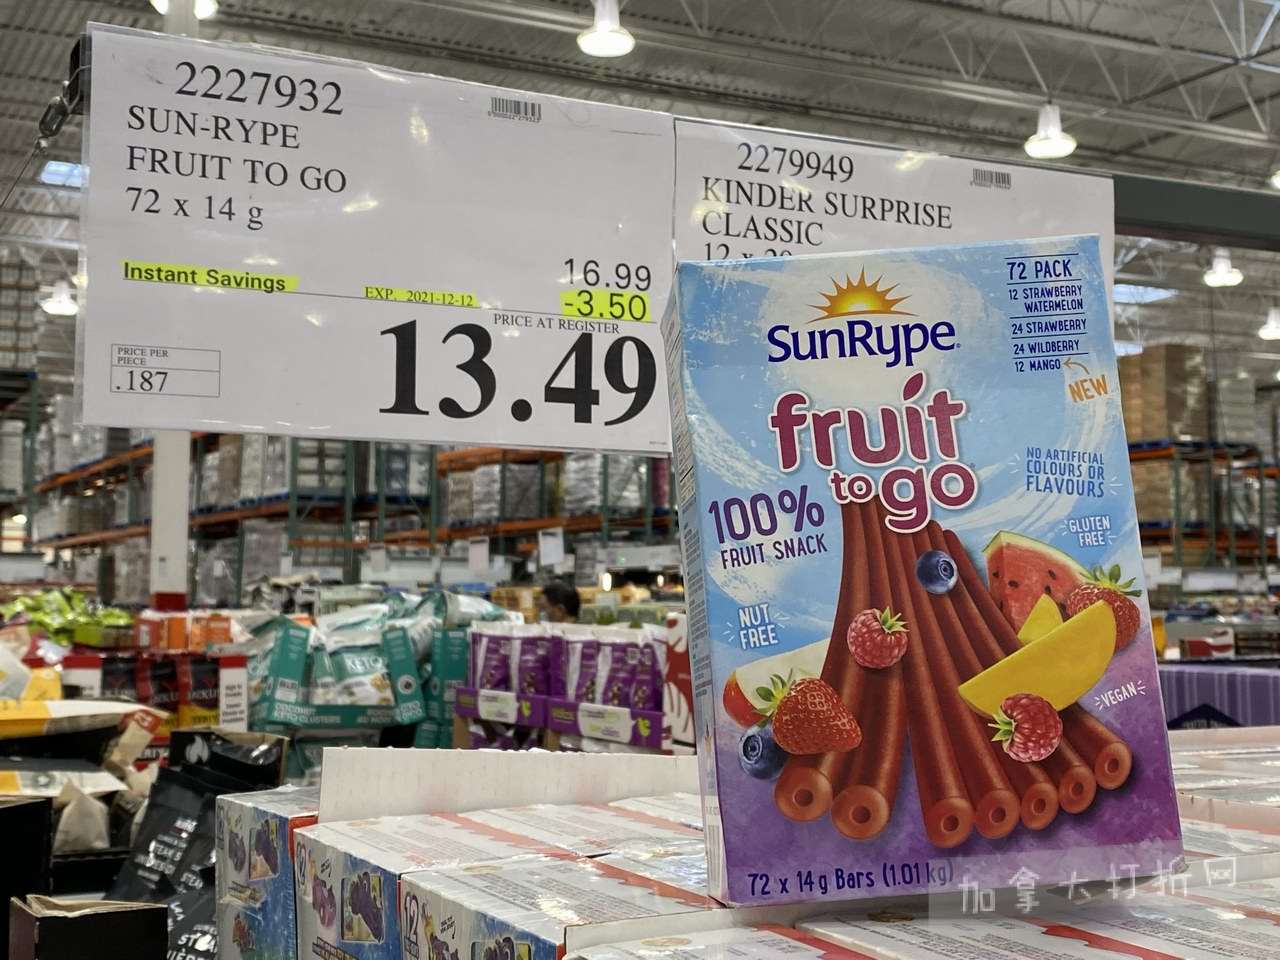 2227932
SUN-RYPE
FRUIT TO GO
72 x 14 g
Instant Savings
EXP. 2021-12-12
16.99
-3.50
PRICE AT REGISTER
13.49
PRICE PER
PIECE
.187
2279949
KINDER SURPRISE
CLASSIC
72 PACK
12 STRAWBERRY
WATERMELON
24 STRAWBERRY
24 WILDBERRY
12 MANGO
NEW
SunRype
fruit
to go
100%
FRUIT SNACK
NO ARTIFICIAL
COLOURS OR
FLAVOURS
GLUTEN
FREE
NUT
FREE
VEGAN
72 x 14 g Bars (1.01 kg)
KETO
加拿大打折网